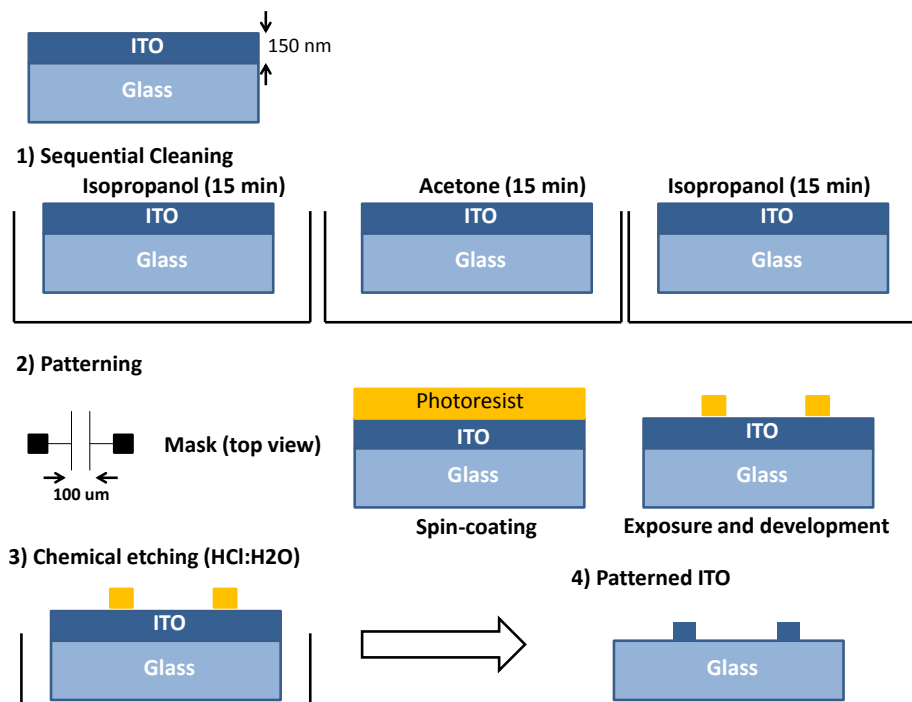 ITO
150 nm
Glass
1) Sequential Cleaning
Isopropanol (15 min)
Acetone (15 min)
Isopropanol (15 min)
ITO
ITO
ITO
Glass
Glass
Glass
2) Patterning
Mask (top view)
100 um
Photoresist
ITO
Glass
Spin-coating
ITO
Glass
Exposure and development
3) Chemical etching (HCl:H2O)
ITO
Glass
4) Patterned ITO
Glass